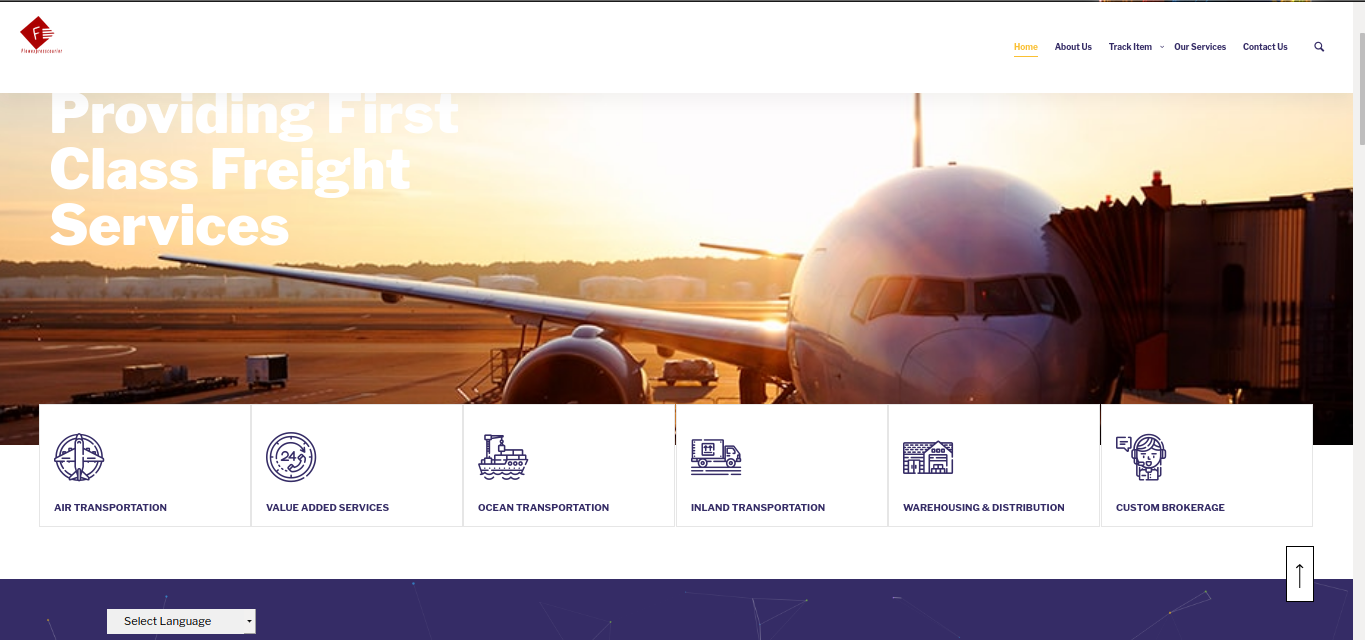 Home
About Us
Track Item
Our Services
Contact Us
Providing First
Class Freight
Services
24
AIR TRANSPORTATION
VALUE ADDED SERVICES
OCEAN TRANSPORTATION
INLAND TRANSPORTATION
WAREHOUSING & DISTRIBUTION
CUSTOM BROKERAGE
Select Language